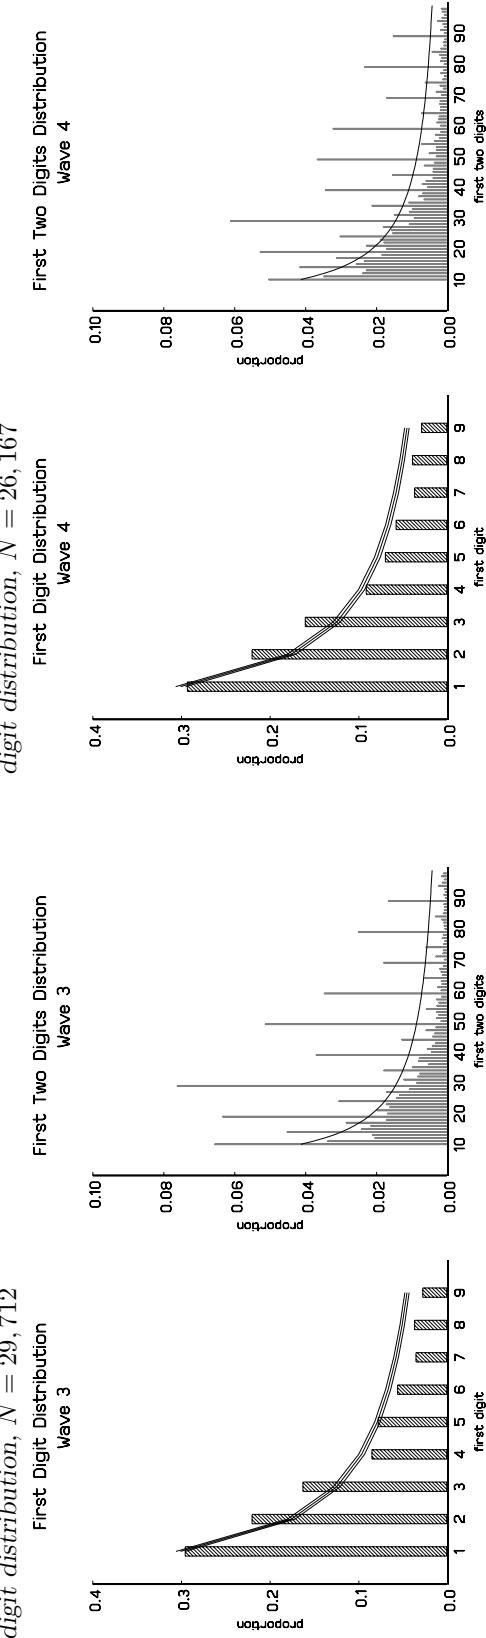 digit distribution, N = 29, 712
First Digit Distribution
Wave 3
proportion
0.4
0.3
0.2
0.1
0.0
1 2 3 4 5 6 7 8 9
first digit
First Two Digits Distribution
Wave 3
proportion
0.10
0.08
0.06
0.04
0.02
0.00
10 20 30 40 50 60 70 80 90
first two digits
digit distribution, N = 26, 167
First Digit Distribution
Wave 4
proportion
0.4
0.3
0.2
0.1
0.0
1 2 3 4 5 6 7 8 9
first digit
First Two Digits Distribution
Wave 4
proportion
0.10
0.08
0.06
0.04
0.02
0.00
10 20 30 40 50 60 70 80 90
first two digits